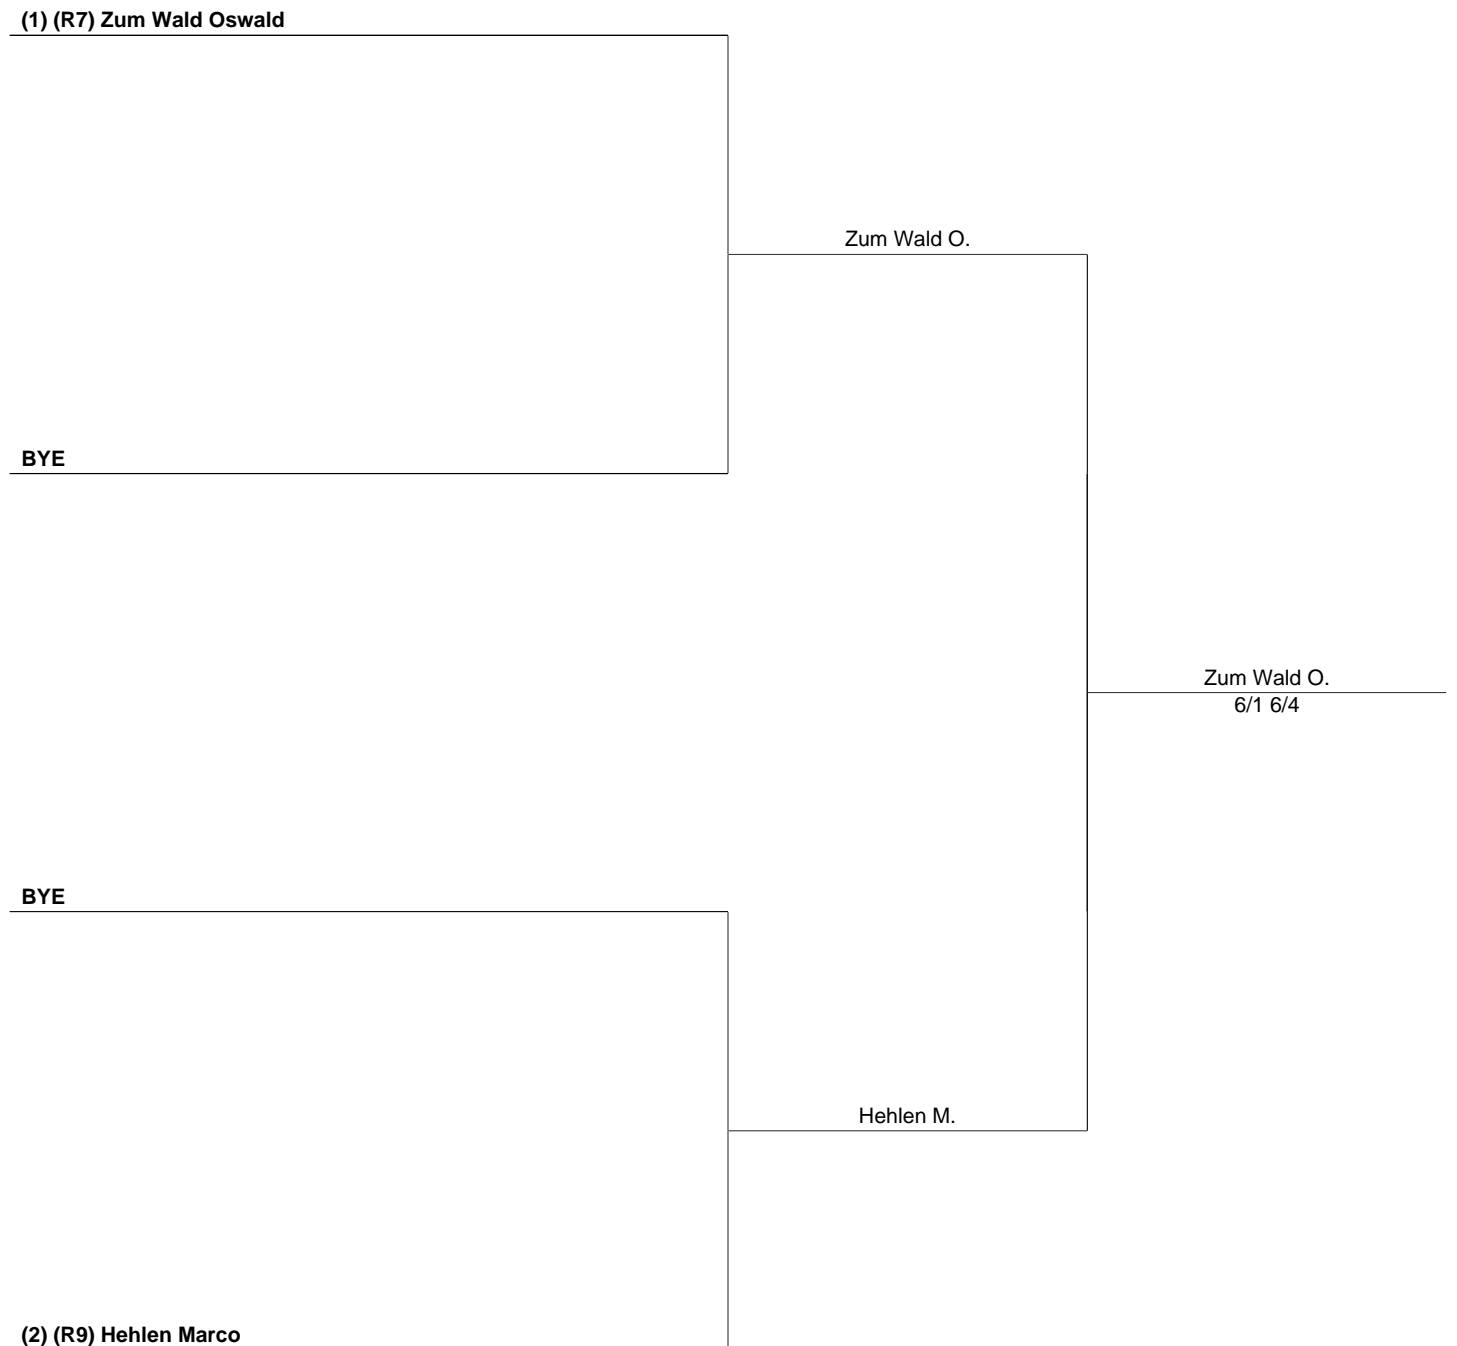 (1) (R7) Zum Wald Oswald
Zum Wald O.
BYE
Zum Wald O.
6/1 6/4
BYE
Hehlen M.
(2) (R9) Hehlen Marco